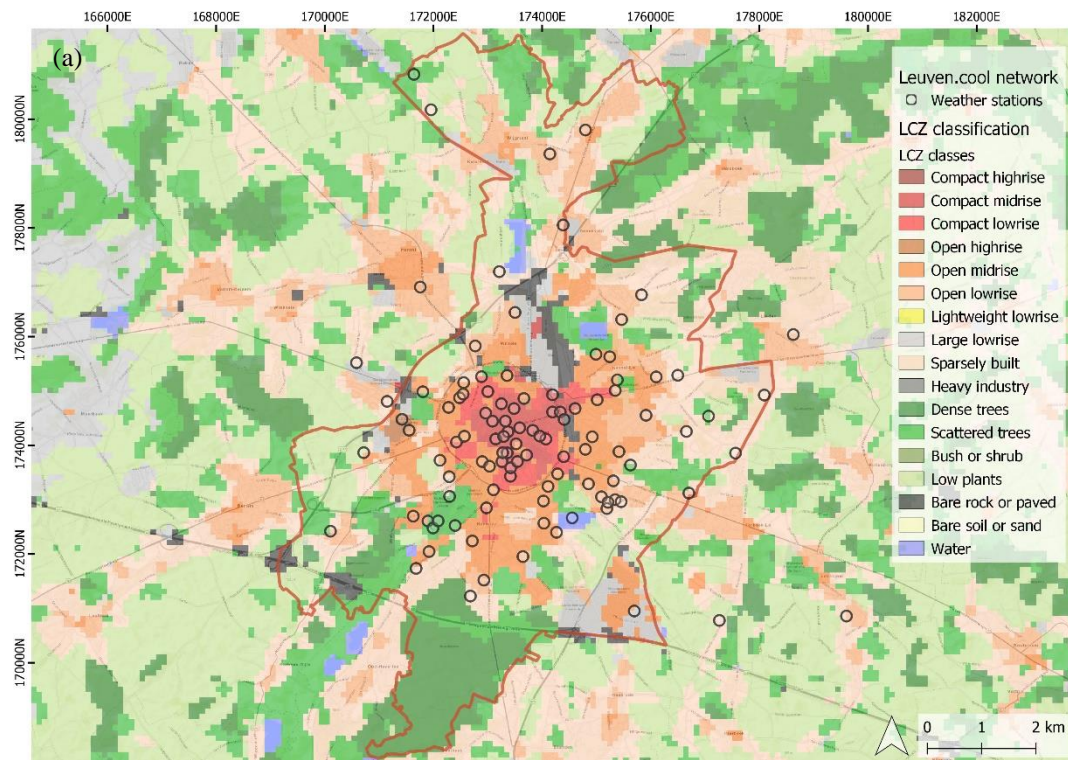 166000E 168000E 170000E 172000E 174000E 176000E 178000E 180000E 182000E
(a)
180000N
178000N
176000N
174000N
172000N
170000N
Leuven.cool network
Weather stations
LCZ classification
LCZ classes
Compact highrise
Compact midrise
Compact lowrise
Open highrise
Open midrise
Open lowrise
Lightweight lowrise
Large lowrise
Sparsely built
Heavy industry
Dense trees
Scattered trees
Bush or shrub
Low plants
Bare rock or paved
Bare soil or sand
Water
0 1 2 km